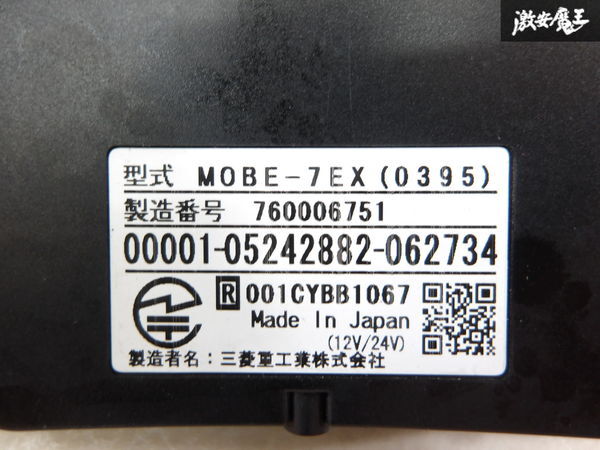 激安魔王
型式 MOBE-7EX(0395)
製造番号 760006751
00001-05242882-062734
R 001CYBB1067
Made In Japan
(12V/24V)
製造者名:三菱重工業株式会社